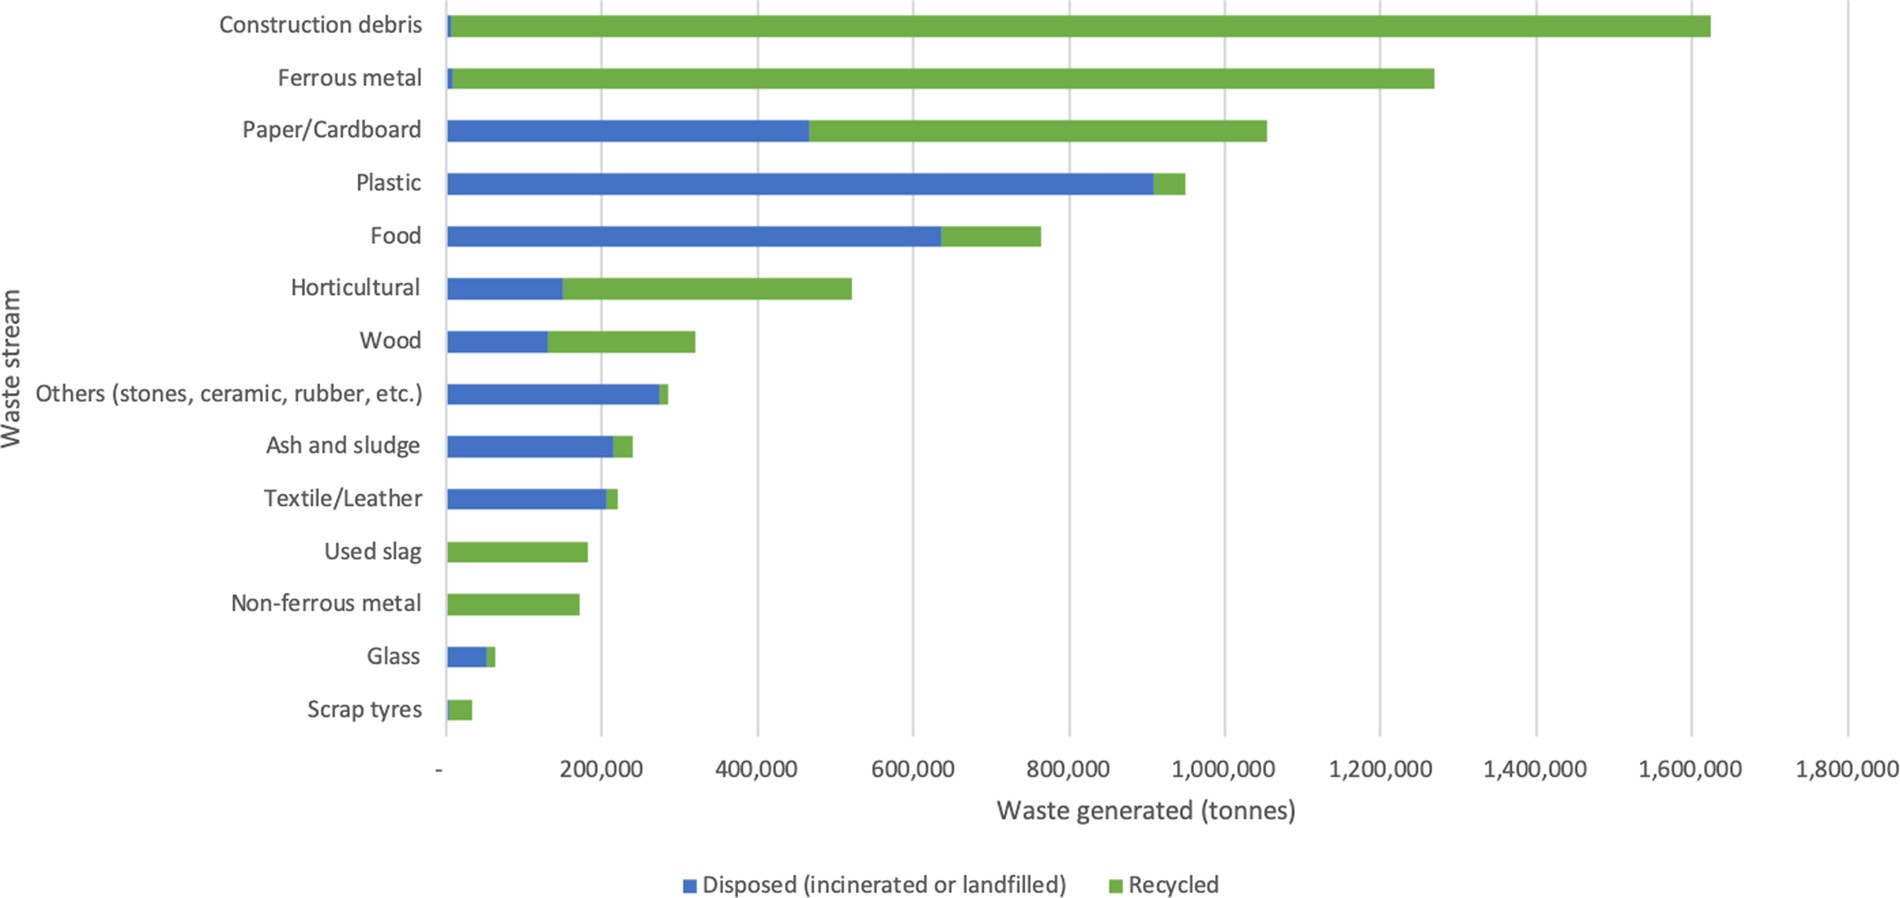 Construction debris
Ferrous metal
Paper/Cardboard
Plastic
Food
Horticultural
Wood
Others (stones, ceramic, rubber, etc.)
Ash and sludge
Textile/Leather
Used slag
Non-ferrous metal
Glass
Scrap tyres
Waste stream
- 200,000 400,000 600,000 800,000 1,000,000 1,200,000 1,400,000 1,600,000 1,800,000
Waste generated (tonnes)
Disposed (incinerated or landfilled) Recycled